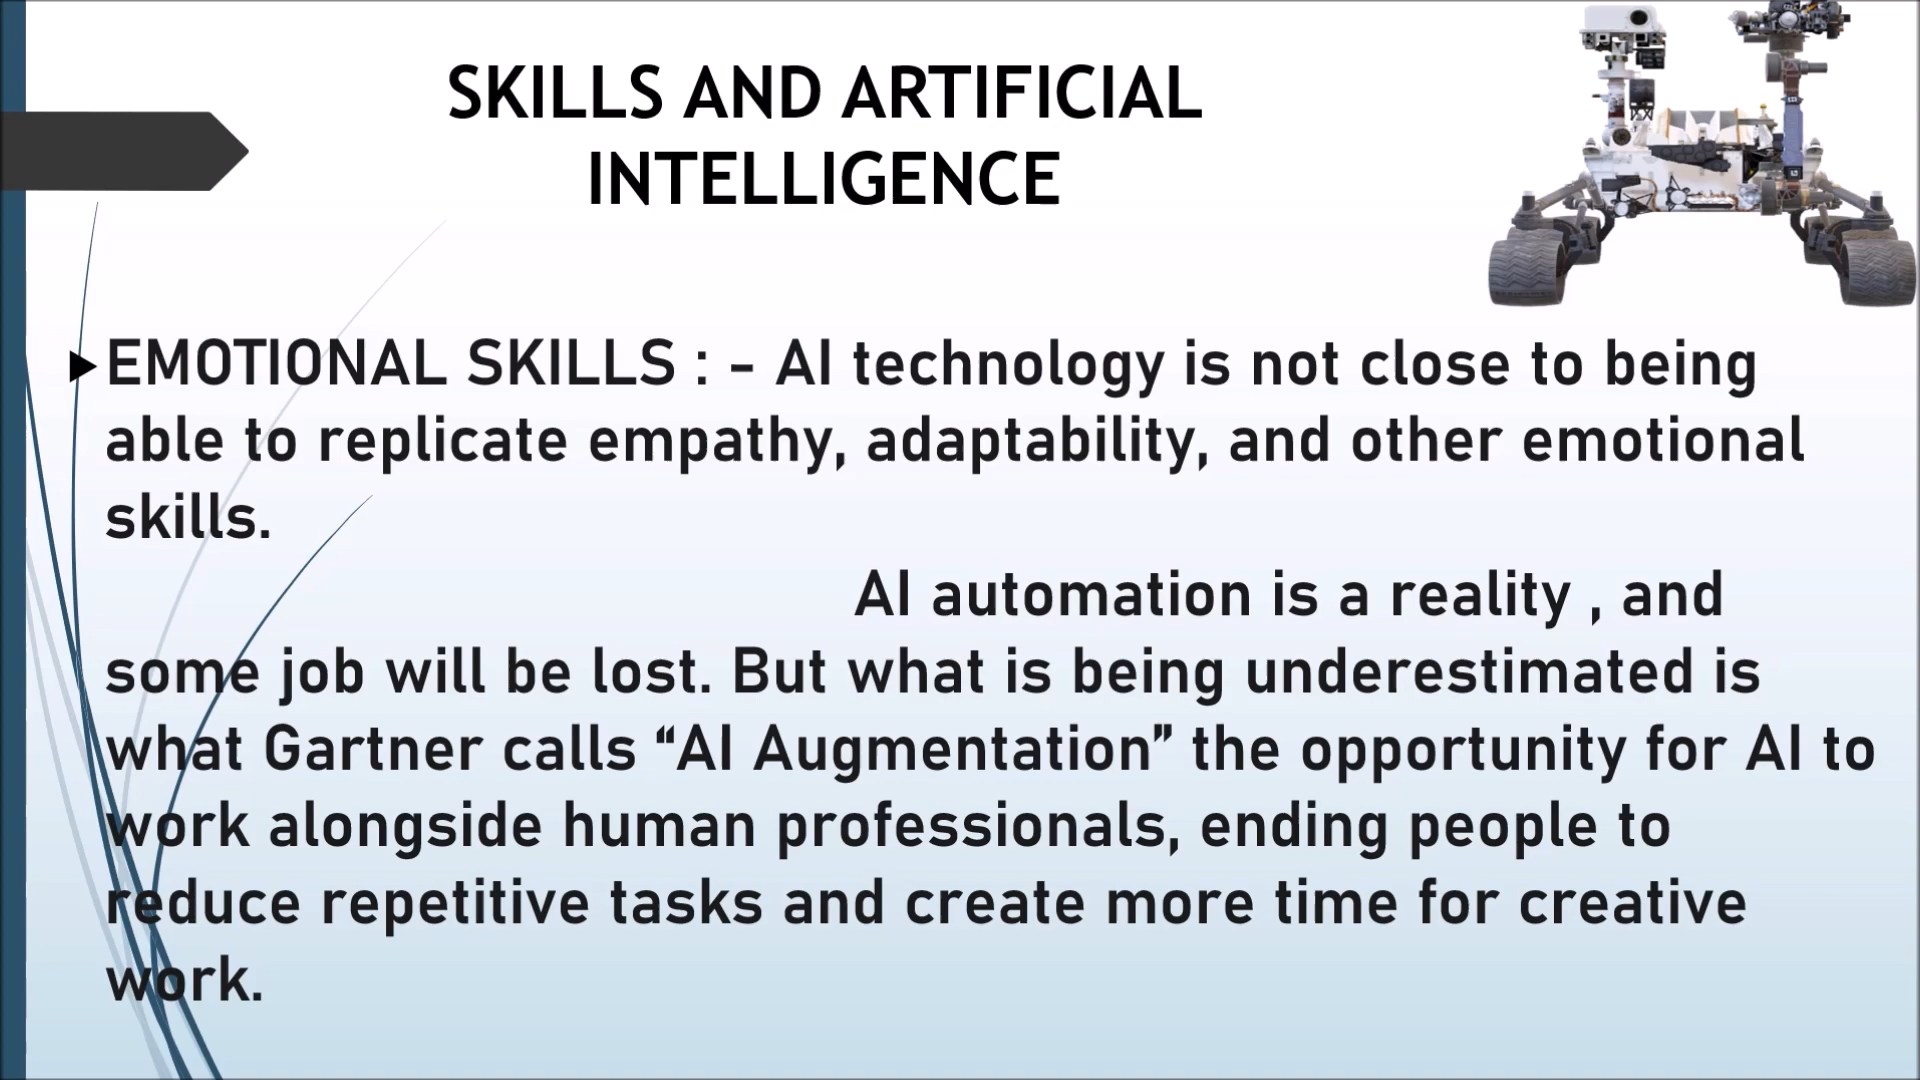 SKILLS AND ARTIFICIAL
INTELLIGENCE
EMOTIONAL SKILLS : - AI technology is not close to being
able to replicate empathy, adaptability, and other emotional
skills.
AI automation is a reality , and
some job will be lost. But what is being underestimated is
what Gartner calls “AI Augmentation” the opportunity for AI to
work alongside human professionals, ending people to
reduce repetitive tasks and create more time for creative
work.